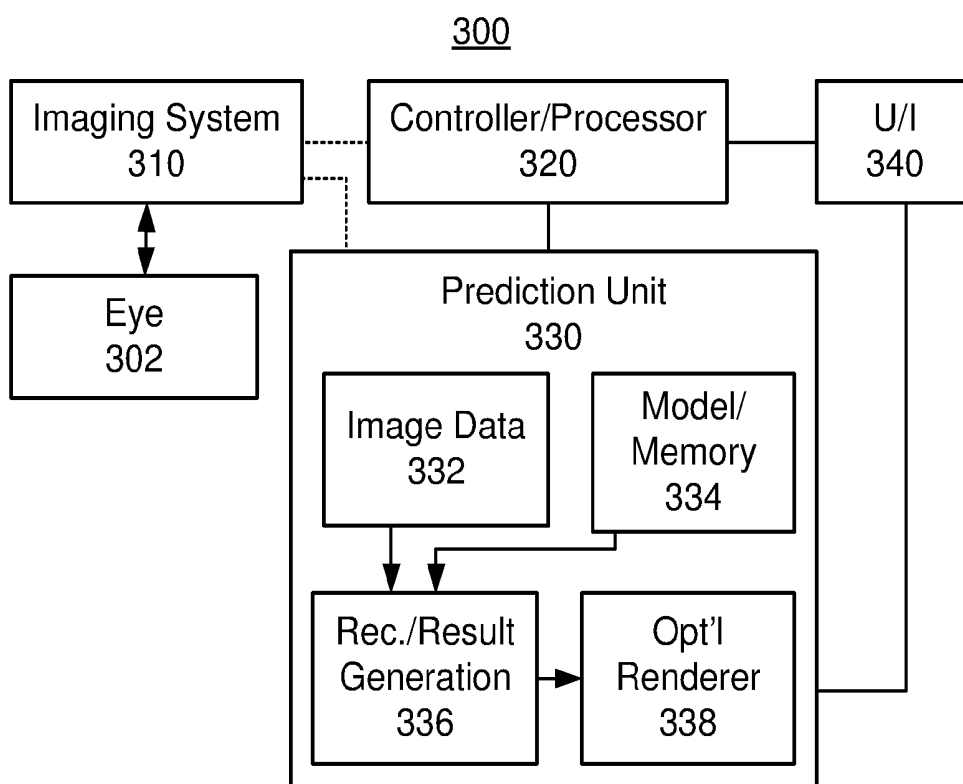 300
Imaging System
310
Controller/Processor
320
U/I
340
Eye
302
Prediction Unit
330
Image Data
332
Model/
Memory
334
Rec./Result
Generation
336
Opt'l
Renderer
338